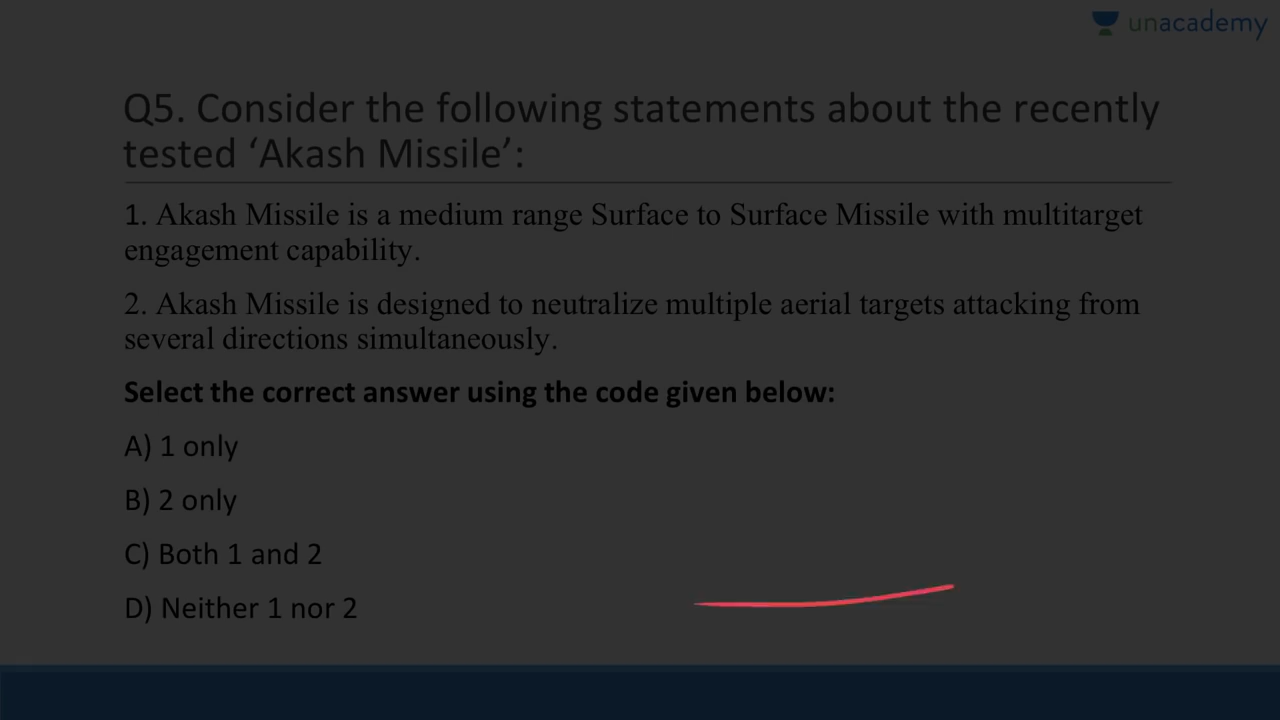 unacademy
Q5. Consider the following statements about the recently
tested ‘Akash Missile’:
1. Akash Missile is a medium range Surface to Surface Missile with multitarget
engagement capability.
2. Akash Missile is designed to neutralize multiple aerial targets attacking from
several directions simultaneously.
Select the correct answer using the code given below:
A) 1 only
B) 2 only
C) Both 1 and 2
D) Neither 1 nor 2